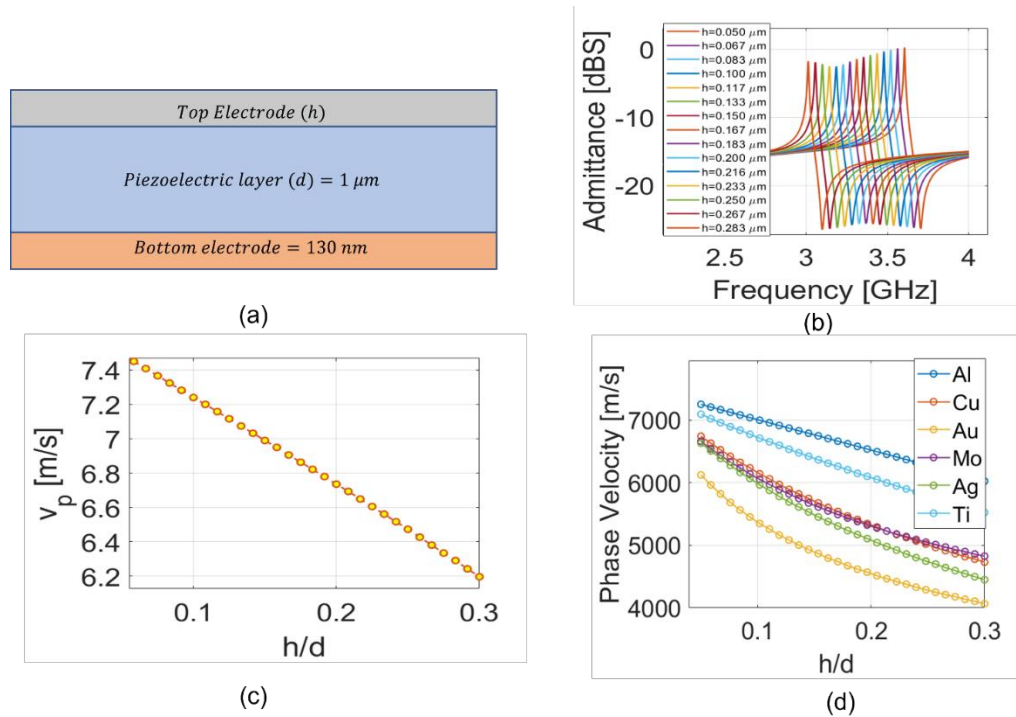 Top Electrode (h)
Piezoelectric layer (d) = 1 μm
Bottom electrode = 130 nm
(a)
Admittance [dBS]
0
-10
-20
h=0.050 μm
h=0.067 μm
h=0.083 μm
h=0.100 μm
h=0.117 μm
h=0.133 μm
h=0.150 μm
h=0.167 μm
h=0.183 μm
h=0.200 μm
h=0.216 μm
h=0.233 μm
h=0.250 μm
h=0.267 μm
h=0.283 μm
2.5 3 3.5 4
Frequency [GHz]
(b)
v_p [m/s]
7.4
7.2
7
6.8
6.6
6.4
6.2
0.1 0.2 0.3
h/d
(c)
Phase Velocity [m/s]
7000
6000
5000
4000
Al
Cu
Au
Mo
Ag
Ti
0.1 0.2 0.3
h/d
(d)